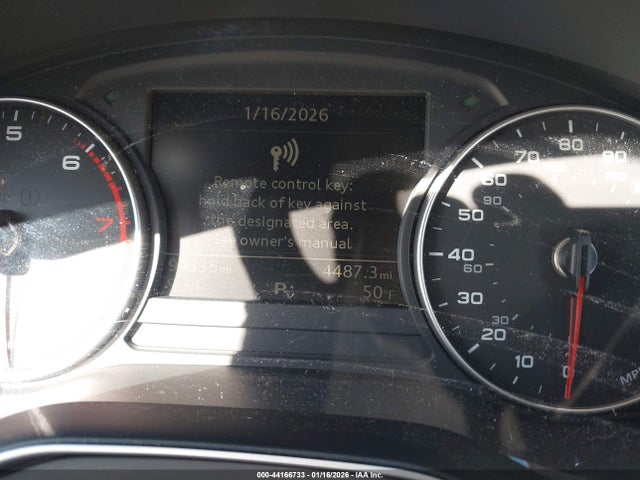 1/16/2026
Remote control key:
hold back of key against
the designated area.
See owner's manual
mi 4487.3 mi
P 50°F
5
6
7
10
20
30
40
50
60
70
80
90
30
60
90
MPH
000-44166733 - 01/16/2026 - IAA Inc.